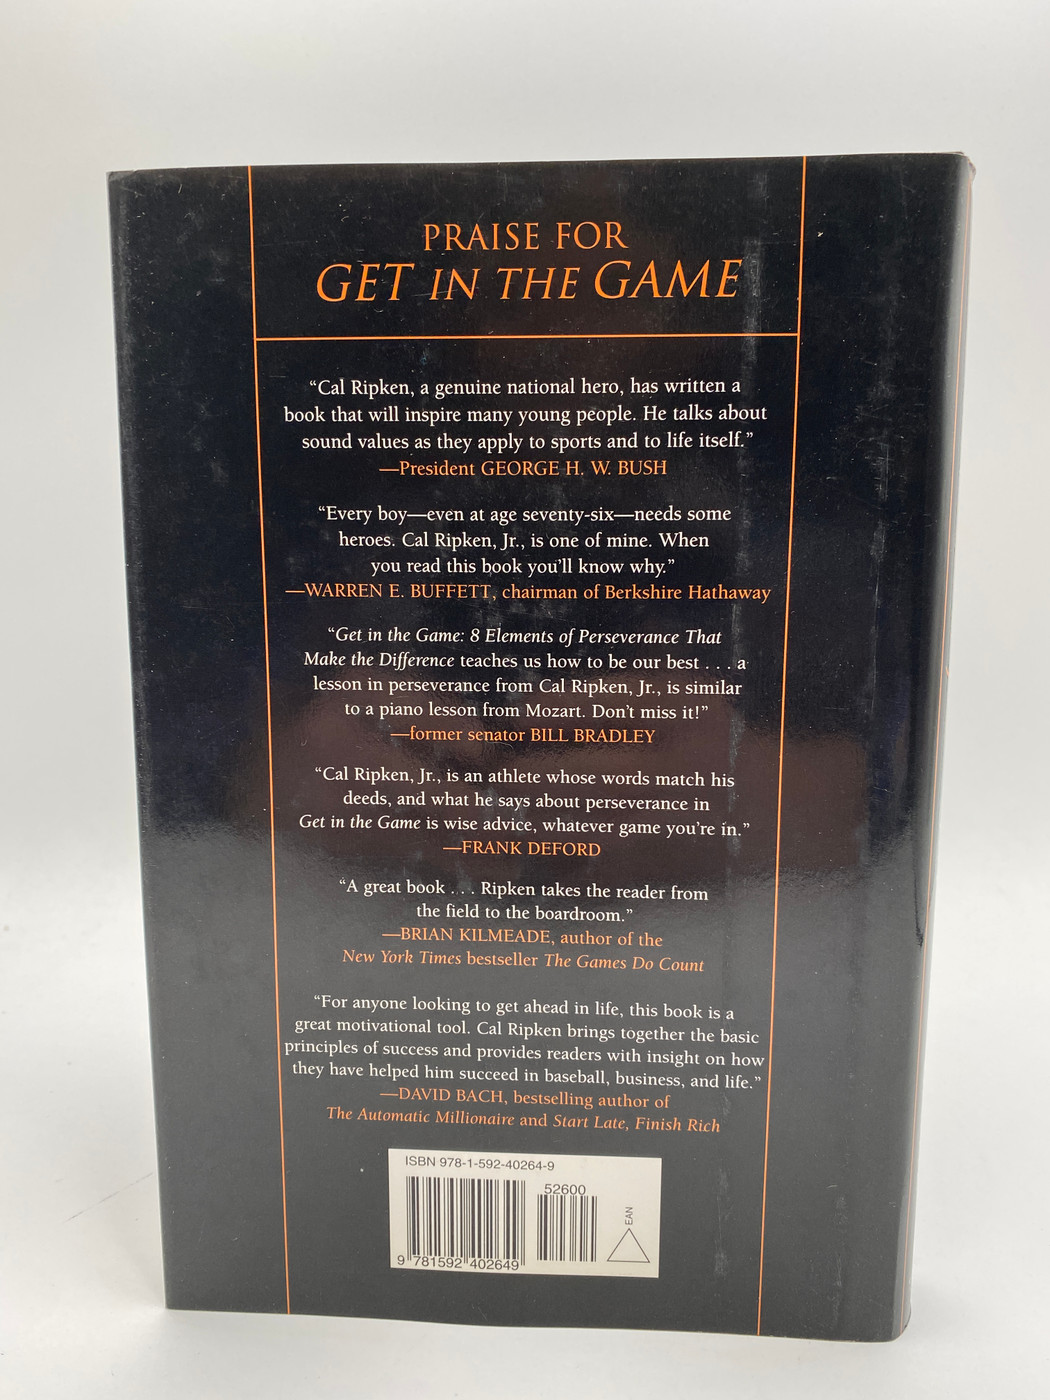 PRAISE FOR
GET IN THE GAME
“Cal Ripken, a genuine national hero, has written a
book that will inspire many young people. He talks about
sound values as they apply to sports and to life itself.”
—President GEORGE H. W. BUSH
“Every boy—even at age seventy-six—needs some
heroes. Cal Ripken, Jr., is one of mine. When
you read this book you’ll know why.”
—WARREN E. BUFFETT, chairman of Berkshire Hathaway
“Get in the Game: 8 Elements of Perseverance That
Make the Difference teaches us how to be our best . . . a
lesson in perseverance from Cal Ripken, Jr., is similar
to a piano lesson from Mozart. Don’t miss it!”
—former senator BILL BRADLEY
“Cal Ripken, Jr., is an athlete whose words match his
deeds, and what he says about perseverance in
Get in the Game is wise advice, whatever game you’re in.”
—FRANK DEFORD
“A great book . . . Ripken takes the reader from
the field to the boardroom.”
—BRIAN KILMEADE, author of the
New York Times bestseller The Games Do Count
“For anyone looking to get ahead in life, this book is a
great motivational tool. Cal Ripken brings together the basic
principles of success and provides readers with insight on how
they have helped him succeed in baseball, business, and life.”
—DAVID BACH, bestselling author of
The Automatic Millionaire and Start Late, Finish Rich
ISBN 978-1-592-40264-9
52600
EAN
9 781592 402649